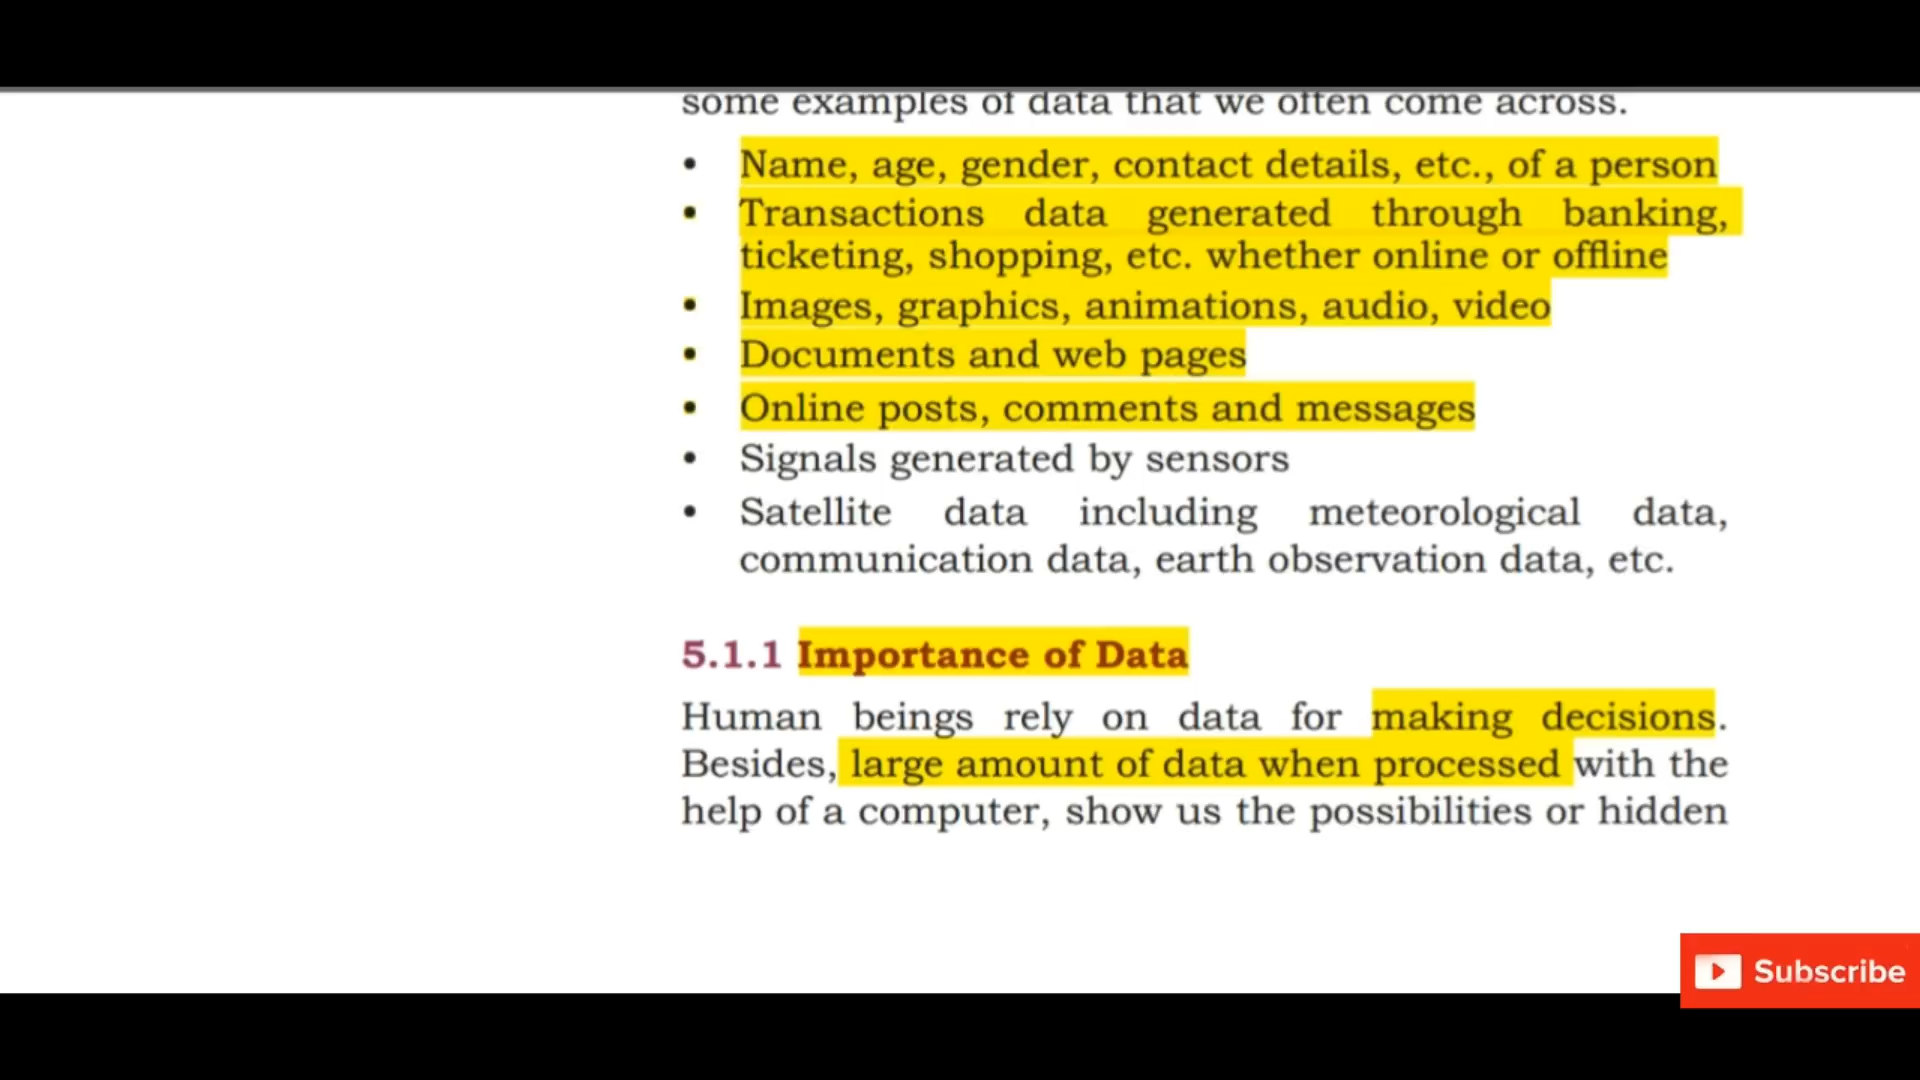 some examples of data that we often come across.
• Name, age, gender, contact details, etc., of a person
• Transactions data generated through banking,
ticketing, shopping, etc. whether online or offline
• Images, graphics, animations, audio, video
• Documents and web pages
• Online posts, comments and messages
• Signals generated by sensors
• Satellite data including meteorological data,
communication data, earth observation data, etc.
5.1.1 Importance of Data
Human beings rely on data for making decisions.
Besides, large amount of data when processed with the
help of a computer, show us the possibilities or hidden
Subscribe